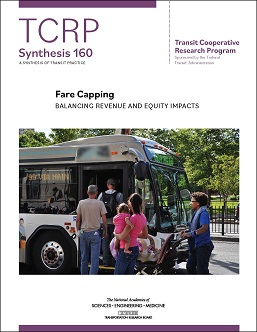 TCRP
Synthesis 160
A SYNTHESIS OF TRANSIT PRACTICE
Transit Cooperative
Research Program
Sponsored by the Federal
Transit Administration
Fare Capping
BALANCING REVENUE AND EQUITY IMPACTS
The National Academies of
SCIENCES • ENGINEERING • MEDICINE
TRANSPORTATION RESEARCH BOARD